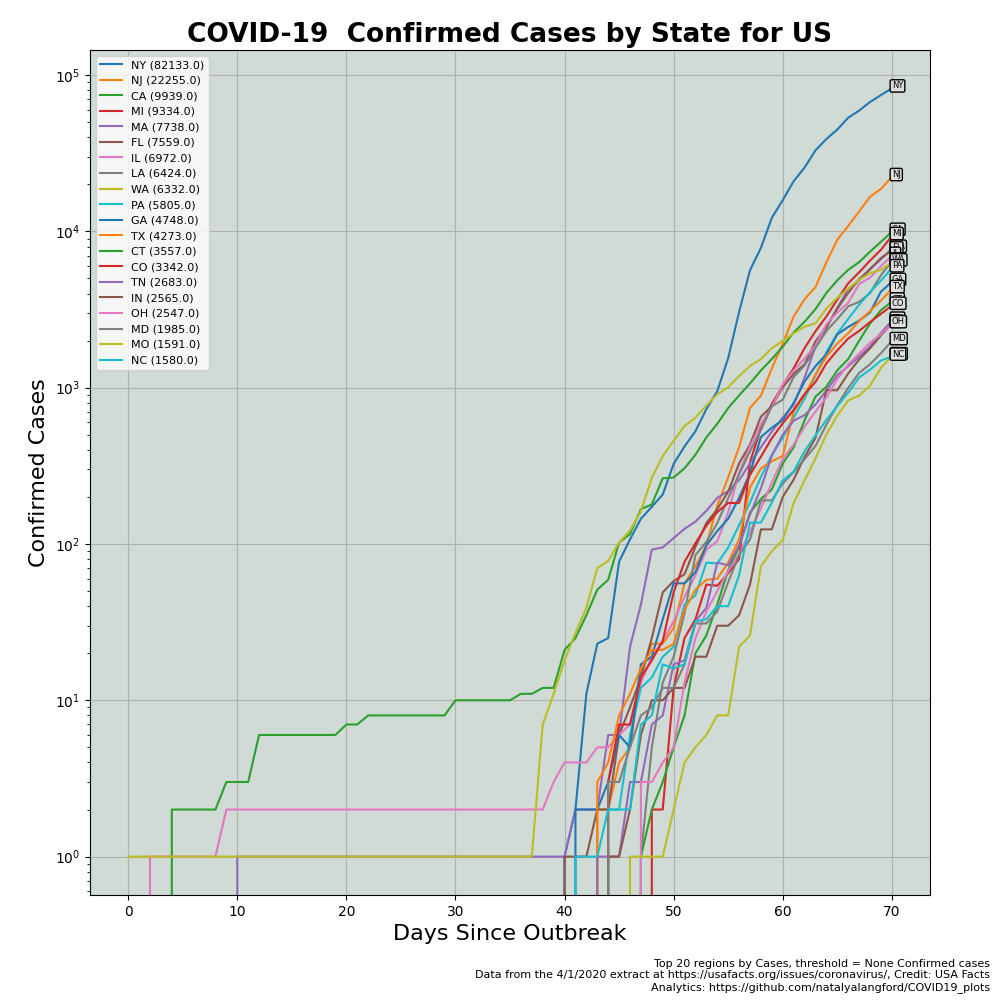 COVID-19  Confirmed Cases by State for US
NY (82133.0)
NJ (22255.0)
CA (9939.0)
MI (9334.0)
MA (7738.0)
FL (7559.0)
IL (6972.0)
LA (6424.0)
WA (6332.0)
PA (5805.0)
GA (4748.0)
TX (4273.0)
CT (3557.0)
CO (3342.0)
TN (2683.0)
IN (2565.0)
OH (2547.0)
MD (1985.0)
MO (1591.0)
NC (1580.0)
NY
NJ
MI
PA
TX
CO
OH
MD
NC
Confirmed Cases
10⁵
10⁴
10³
10²
10¹
10⁰
0 10 20 30 40 50 60 70
Days Since Outbreak
Top 20 regions by Cases, threshold = None Confirmed cases
Data from the 4/1/2020 extract at https://usafacts.org/issues/coronavirus/, Credit: USA Facts
Analytics: https://github.com/natalyalangford/COVID19_plots